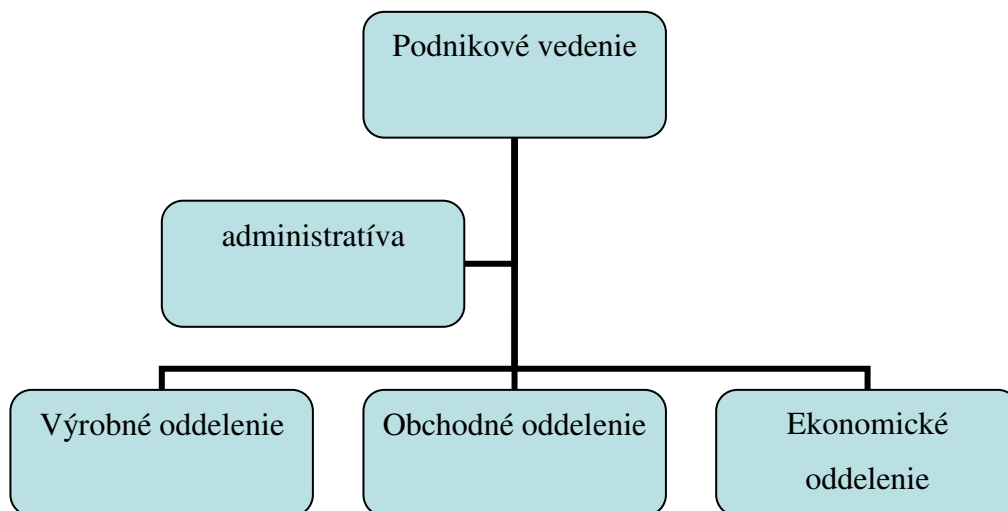 Podnikové vedenie
administratíva
Výrobné oddelenie
Obchodné oddelenie
Ekonomické
oddelenie